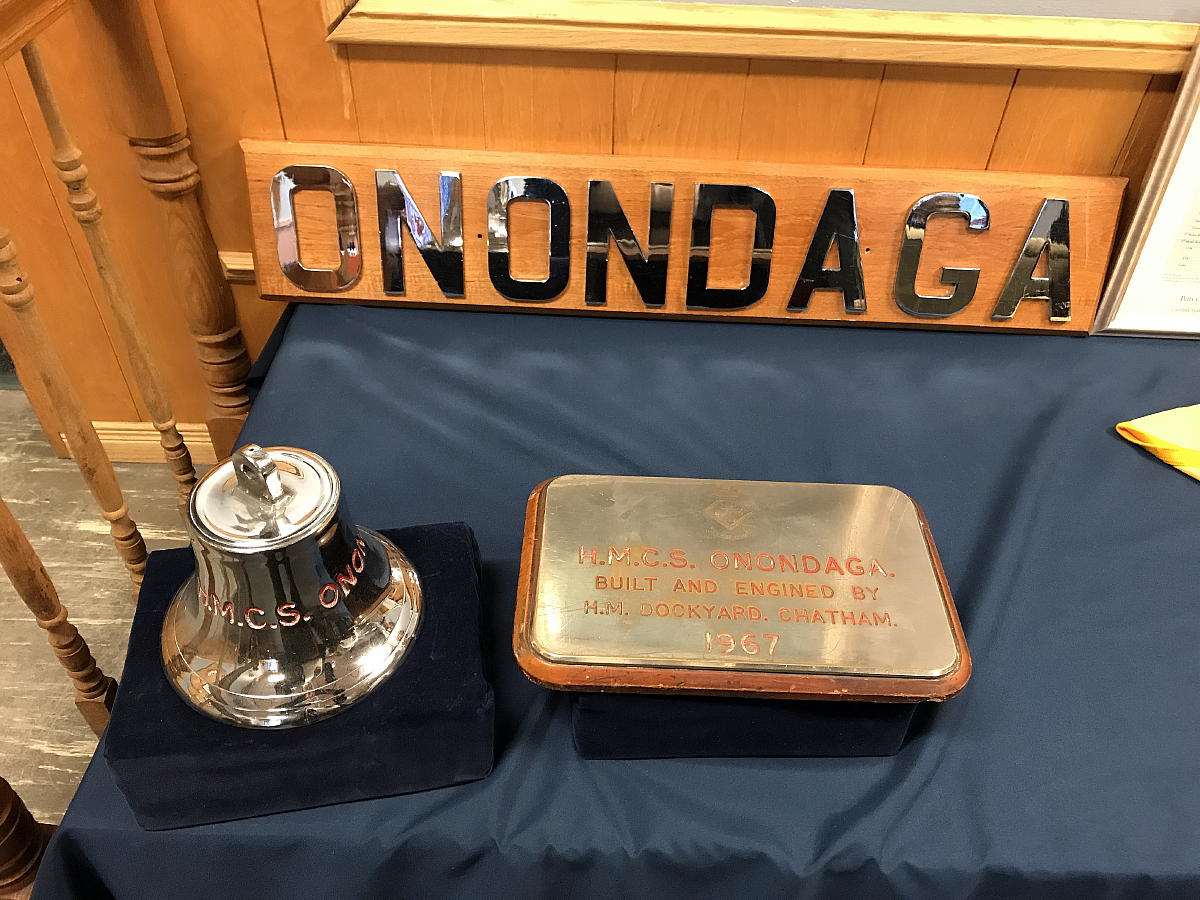 ONONDAGA
H.M.C.S. ONO
H.M.C.S. ONONDAGA.
BUILT AND ENGINED BY
H.M. DOCKYARD. CHATHAM.
1967